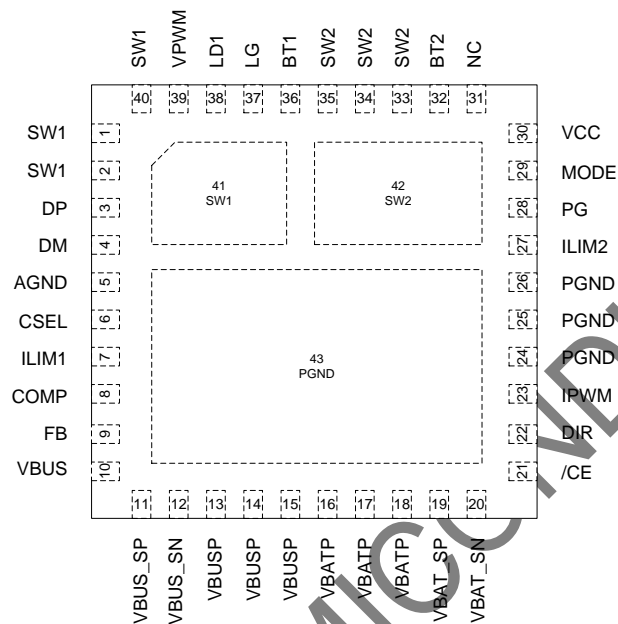 SW1 VPWM LD1 LG BT1 SW2 SW2 SW2 BT2 NC
40 39 38 37 36 35 34 33 32 31
SW1 1 30 VCC
SW1 2 29 MODE
DP 3 28 PG
DM 4 27 ILIM2
AGND 5 26 PGND
CSEL 6 25 PGND
ILIM1 7 24 PGND
COMP 8 23 IPWM
FB 9 22 DIR
VBUS 10 21 /CE
41
SW1
42
SW2
43
PGND
11 12 13 14 15 16 17 18 19 20
VBUS_SP VBUS_SN VBUSP VBUSP VBUSP VBATP VBATP VBATP VBAT_SP VBAT_SN